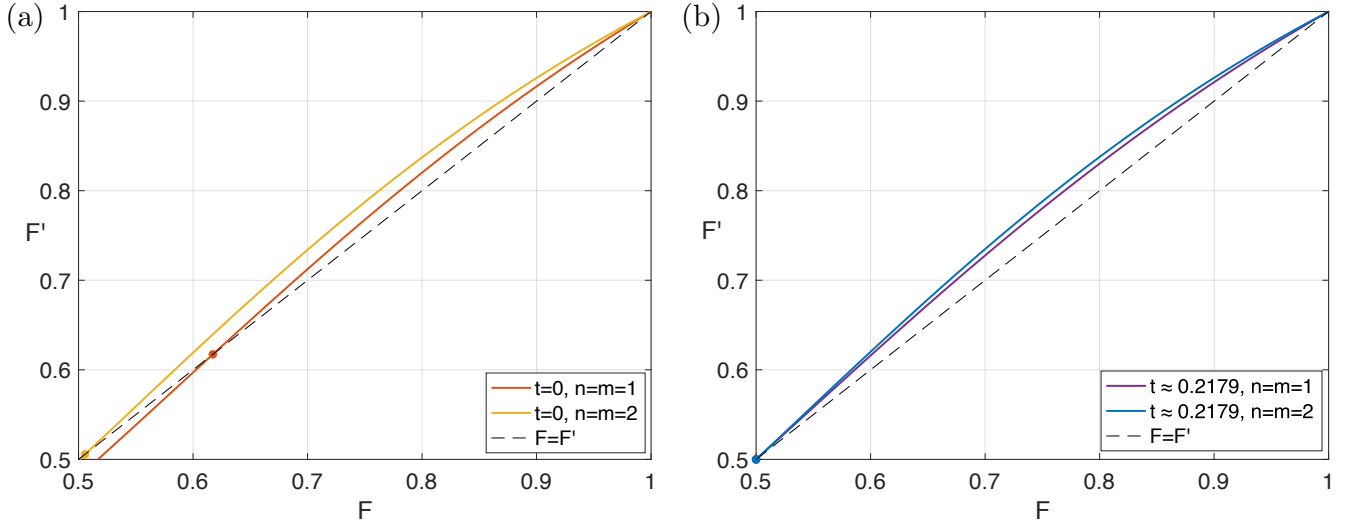 (a)
1
0.9
0.8
0.7
0.6
0.5
F'
0.5 0.6 0.7 0.8 0.9 1
F
t=0, n=m=1
t=0, n=m=2
F=F'
(b)
1
0.9
0.8
0.7
0.6
0.5
F'
0.5 0.6 0.7 0.8 0.9 1
F
t ≈ 0.2179, n=m=1
t ≈ 0.2179, n=m=2
F=F'